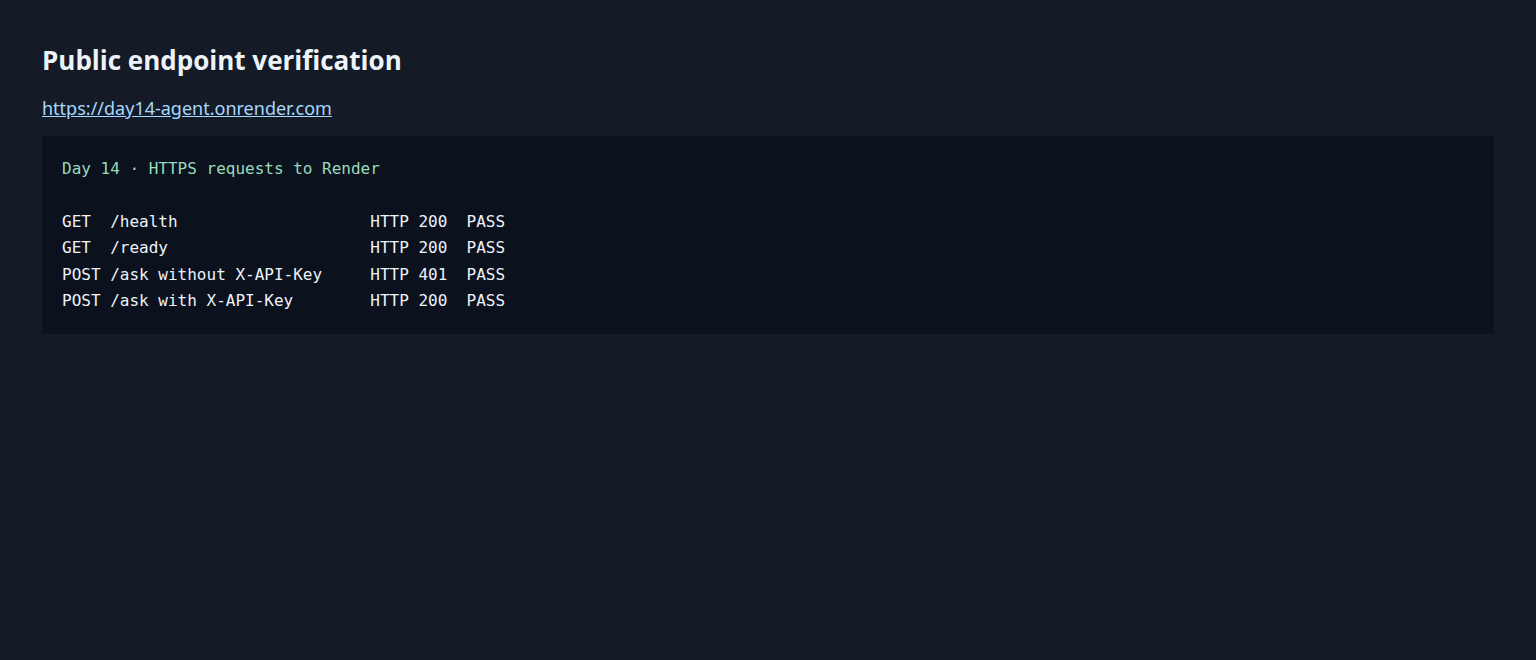 Public endpoint verification
https://day14-agent.onrender.com
Day 14 · HTTPS requests to Render
GET  /health                    HTTP 200  PASS
GET  /ready                     HTTP 200  PASS
POST /ask without X-API-Key     HTTP 401  PASS
POST /ask with X-API-Key        HTTP 200  PASS